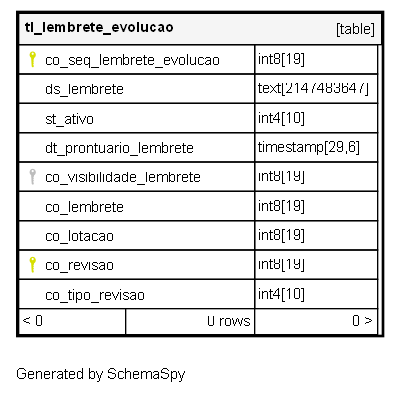 tl_lembrete_evolucao [table]
co_seq_lembrete_evolucao int8[19]
ds_lembrete text[2147483647]
st_ativo int4[10]
dt_prontuario_lembrete timestamp[29,6]
co_visibilidade_lembrete int8[19]
co_lembrete int8[19]
co_lotacao int8[19]
co_revisao int8[19]
co_tipo_revisao int4[10]
< 0 0 rows 0 >
Generated by SchemaSpy